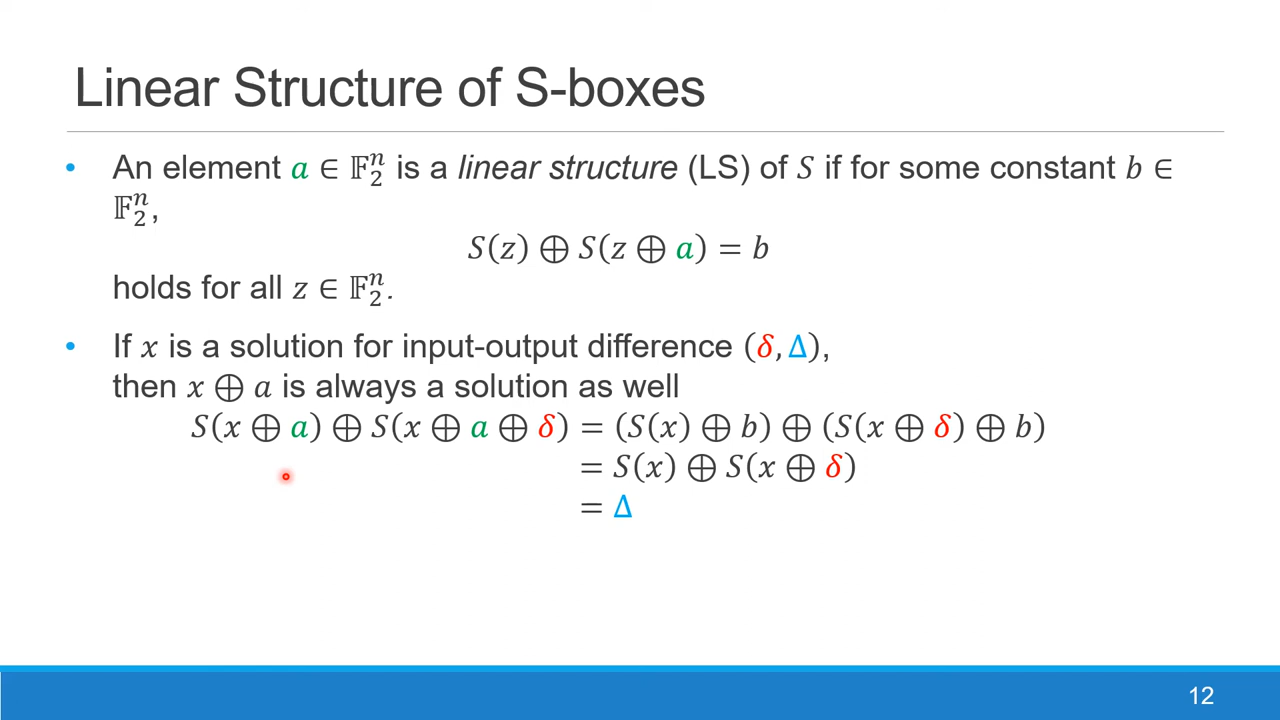 Linear Structure of S-boxes
• An element a ∈ 𝔽₂ⁿ is a linear structure (LS) of S if for some constant b ∈
𝔽₂ⁿ,
S(z) ⊕ S(z ⊕ a) = b
holds for all z ∈ 𝔽₂ⁿ.
• If x is a solution for input-output difference (δ, Δ),
then x ⊕ a is always a solution as well
S(x ⊕ a) ⊕ S(x ⊕ a ⊕ δ) = (S(x) ⊕ b) ⊕ (S(x ⊕ δ) ⊕ b)
= S(x) ⊕ S(x ⊕ δ)
= Δ
12